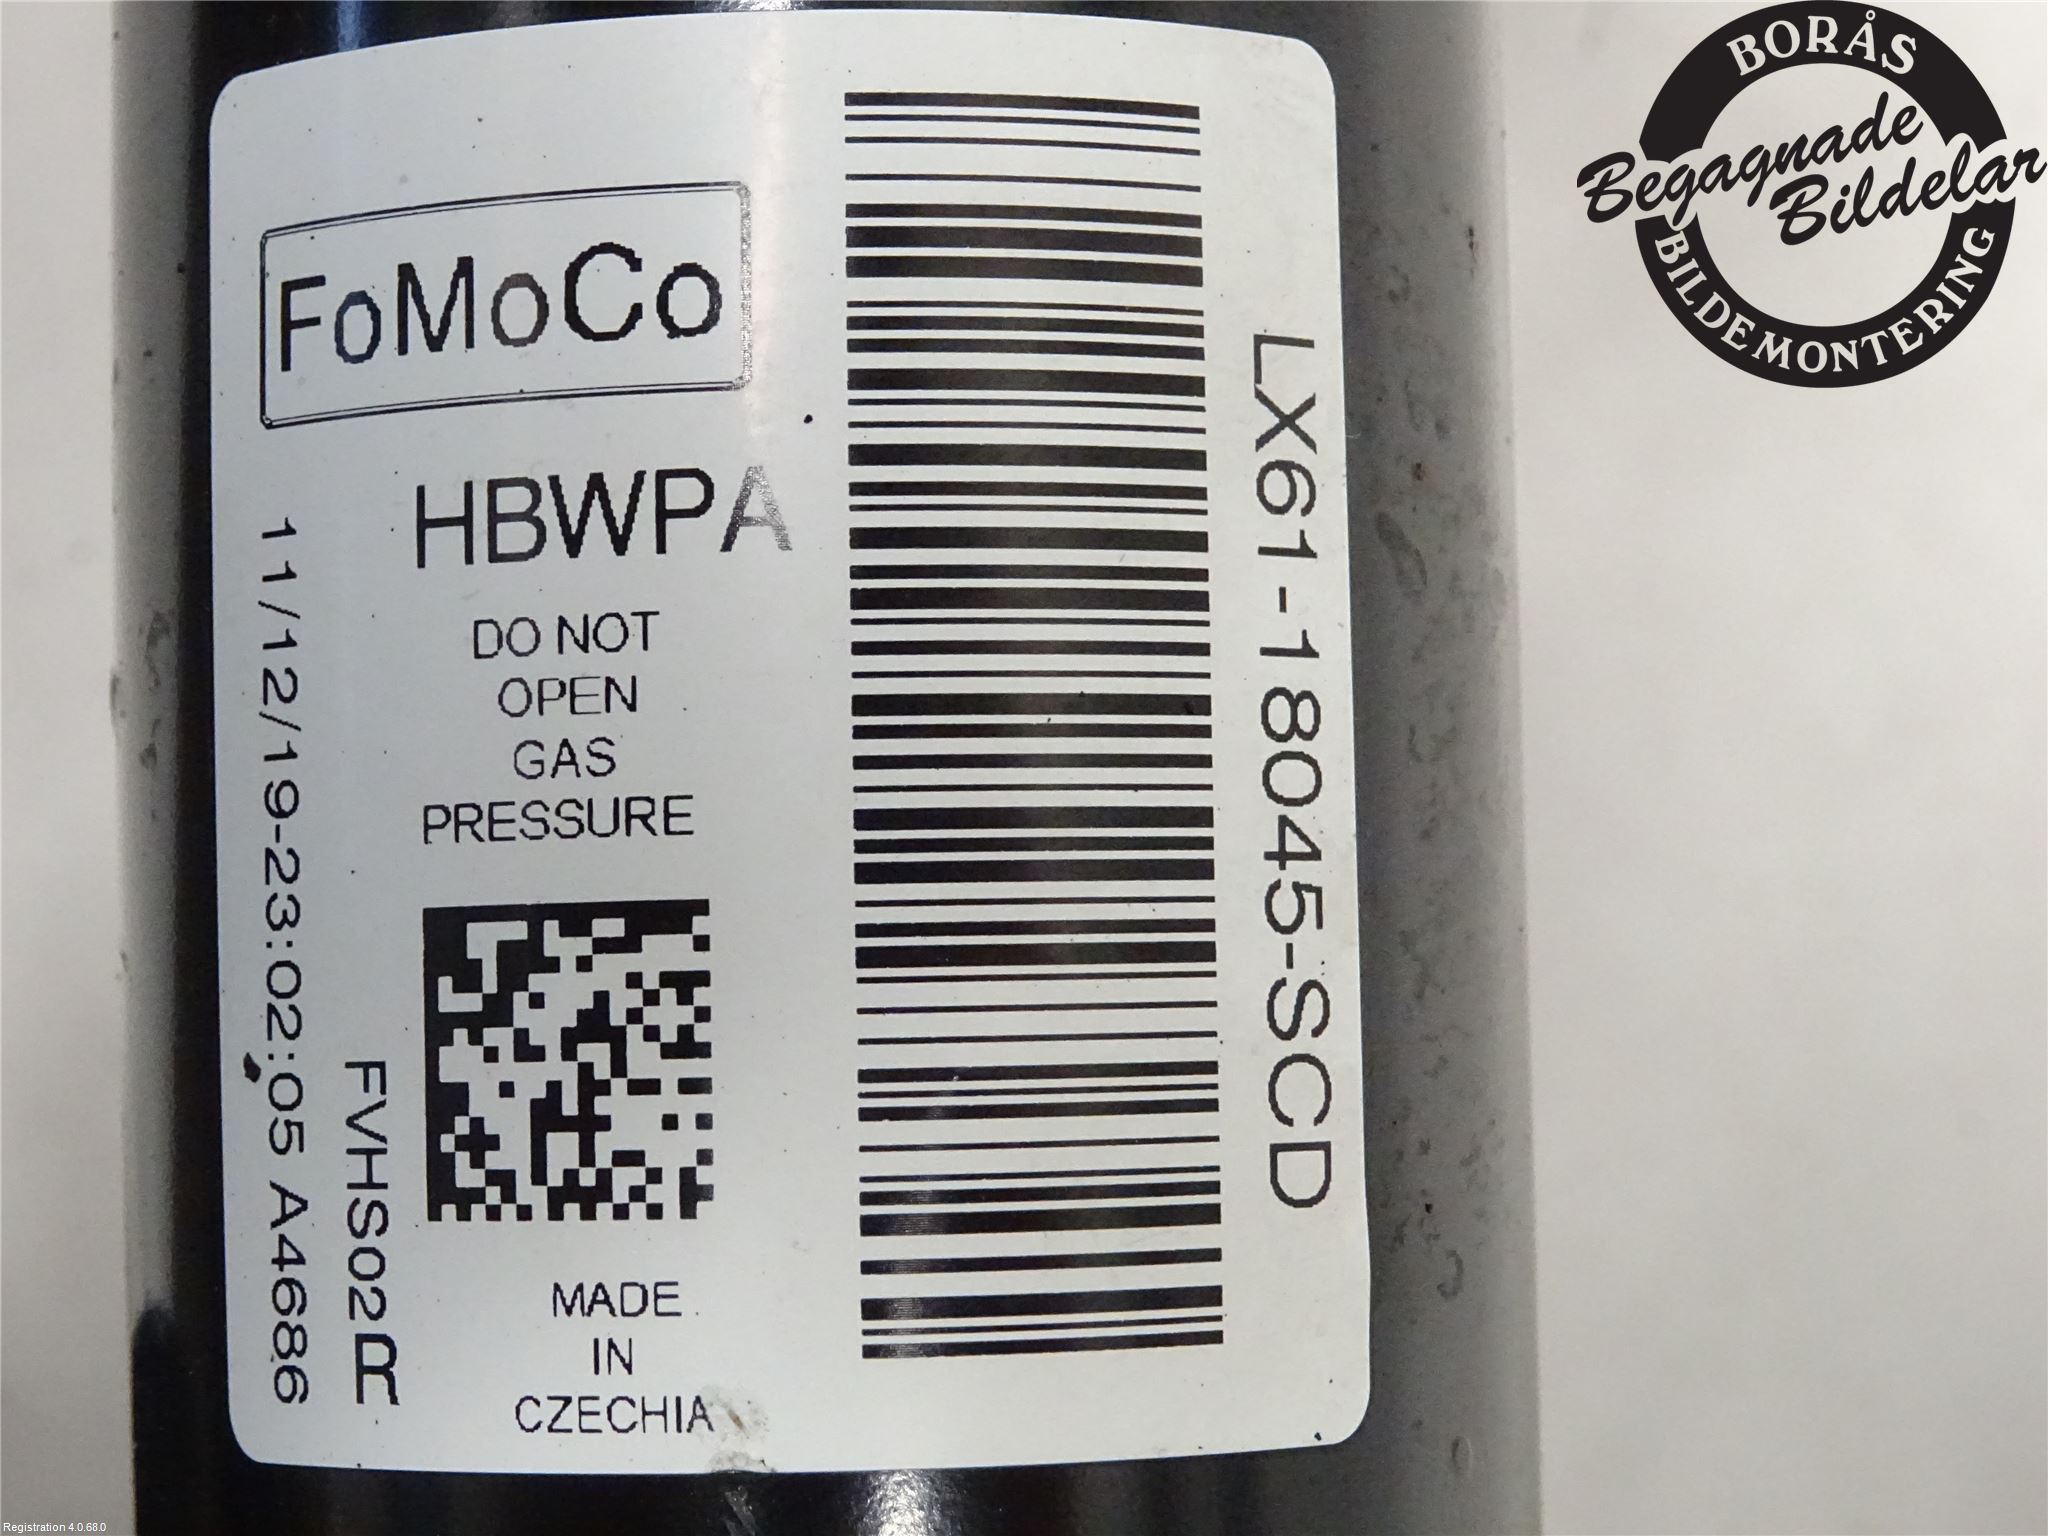 FoMoCo
HBWPA
DO NOT
OPEN
GAS
PRESSURE
MADE
IN
CZECHIA
11/12/19-23:02:05 A4686
FVHS02R
LX61-18045-SCD
BORÅS
Begagnade
Bildelar
BILDEMONTERING
Registration 4.0.68.0